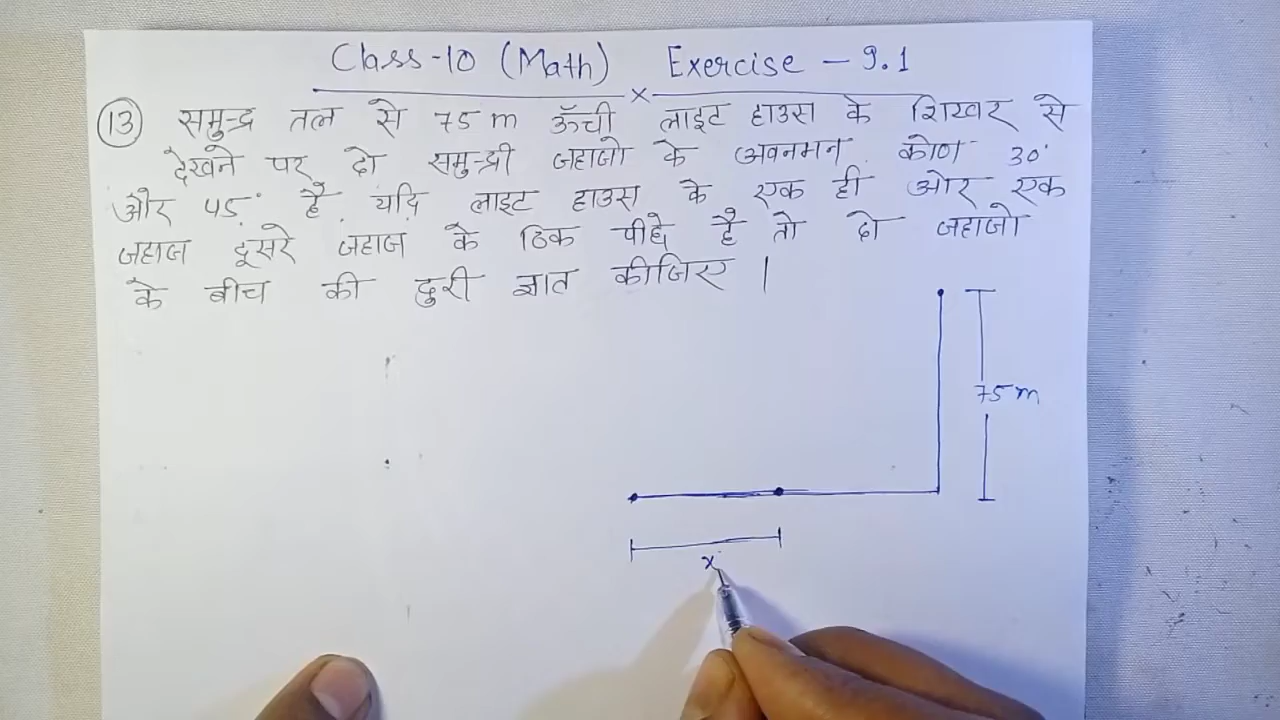 Class-10 (Math) Exercise - 9.1
×
(13) समुन्द्र तल से 75 m ऊँची लाइट हाउस के शिखर से
देखने पर दो समुन्द्री जहाजो के अवनमन कोण 30°
और 45° है यदि लाइट हाउस के एक ही ओर एक
जहाज दूसरे जहाज के ठिक पीछे है तो दो जहाजो
के बीच की दुरी ज्ञात कीजिए |
75 m
x